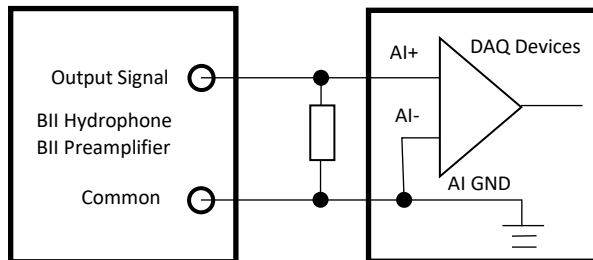 Output Signal
BII Hydrophone
BII Preamplifier
Common
AI+
DAQ Devices
AI-
AI GND